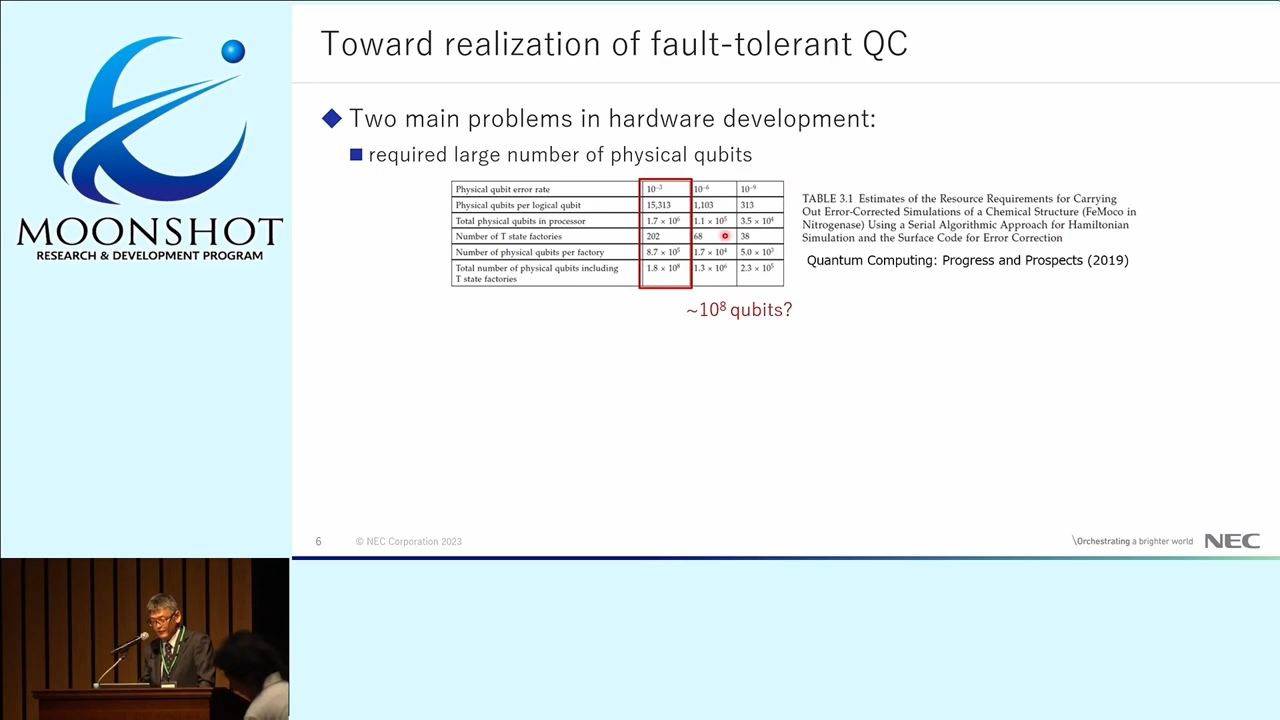 MOONSHOT
RESEARCH & DEVELOPMENT PROGRAM
Toward realization of fault-tolerant QC
Two main problems in hardware development:
required large number of physical qubits
Physical qubit error rate 10⁻³ 10⁻⁶ 10⁻⁹
Physical qubits per logical qubit 15,313 1,103 313
Total physical qubits in processor 1.7 × 10⁶ 1.1 × 10⁵ 3.5 × 10⁴
Number of T state factories 202 68 38
Number of physical qubits per factory 8.7 × 10⁵ 1.7 × 10⁴ 5.0 × 10³
Total number of physical qubits including 1.8 × 10⁸ 1.3 × 10⁶ 2.3 × 10⁵
T state factories
TABLE 3.1 Estimates of the Resource Requirements for Carrying
Out Error-Corrected Simulations of a Chemical Structure (FeMoco in
Nitrogenase) Using a Serial Algorithmic Approach for Hamiltonian
Simulation and the Surface Code for Error Correction
Quantum Computing: Progress and Prospects (2019)
~10⁸ qubits?
6 © NEC Corporation 2023
\Orchestrating a brighter world NEC